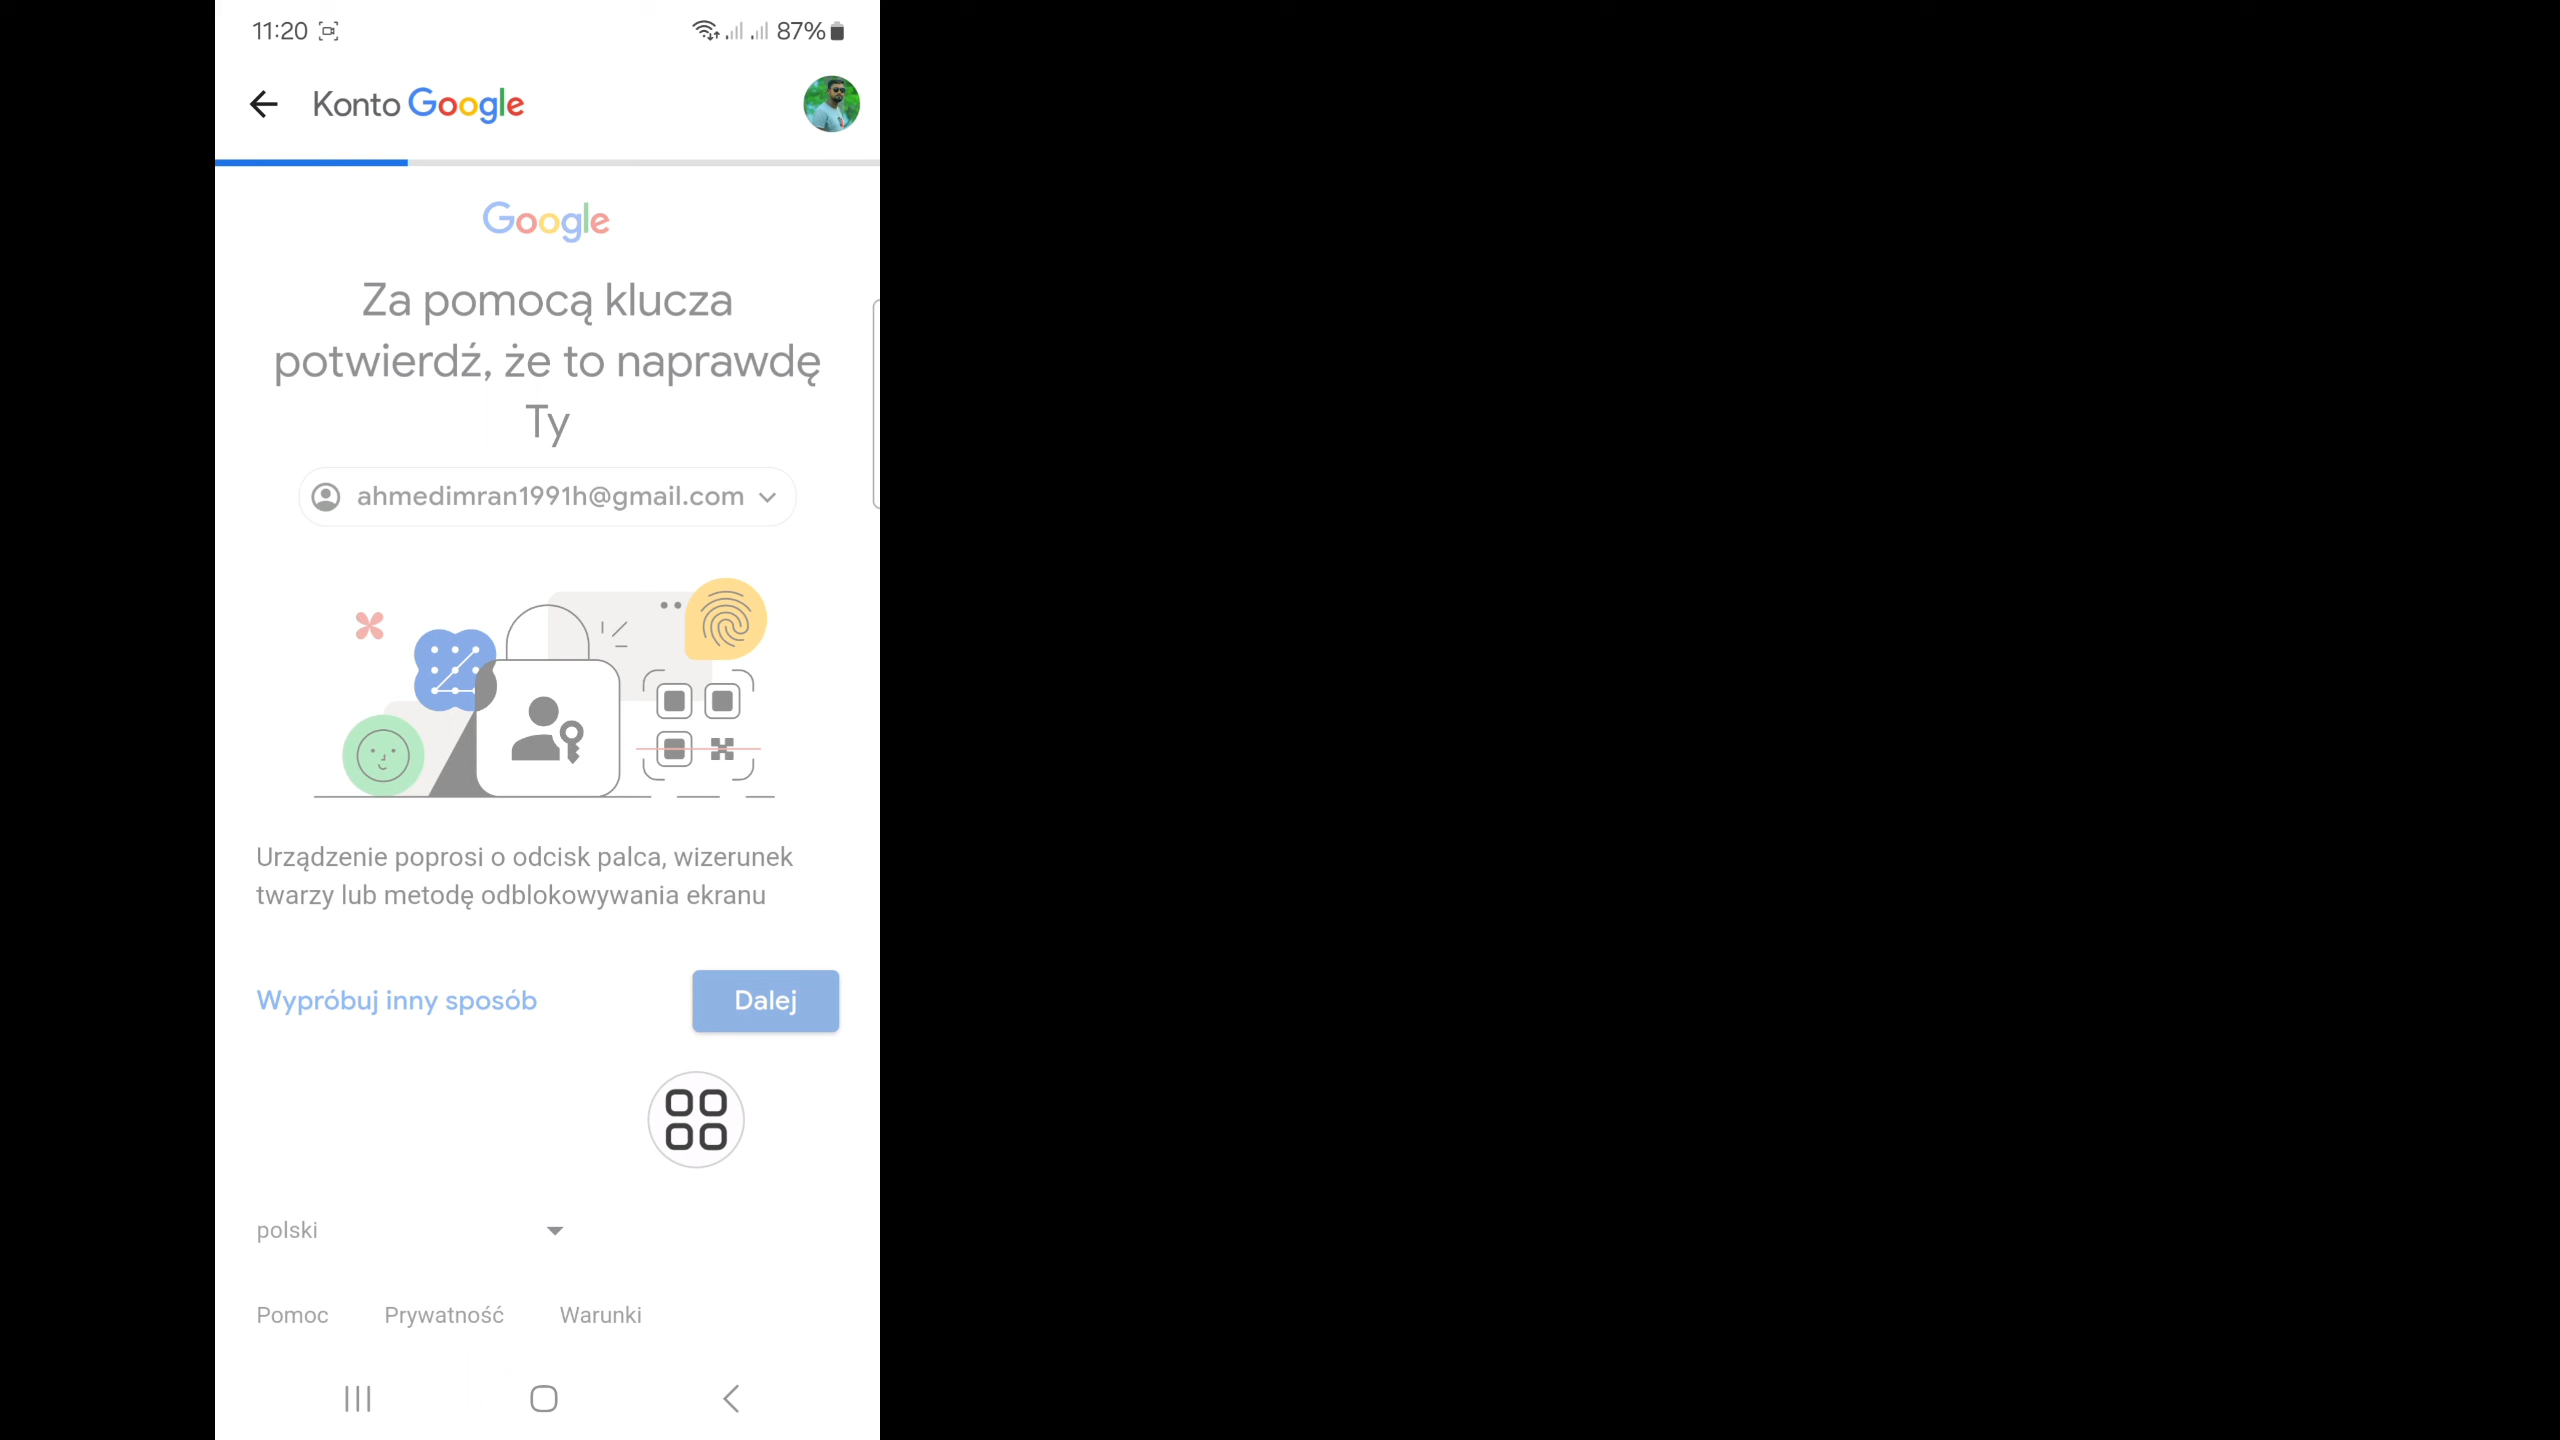 11:20
87%
Konto Google
Google
Za pomocą klucza
potwierdź, że to naprawdę
Ty
ahmedimran1991h@gmail.com
Urządzenie poprosi o odcisk palca, wizerunek
twarzy lub metodę odblokowywania ekranu
Wypróbuj inny sposób
Dalej
polski
Pomoc
Prywatność
Warunki